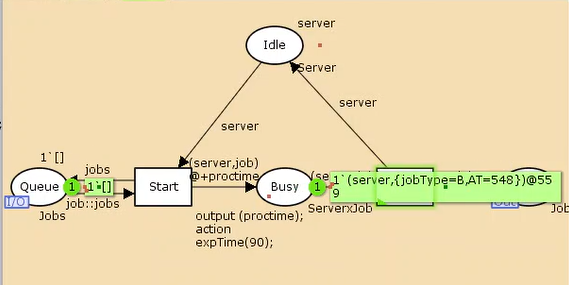 server
Idle
Server
server
server
1`[]
jobs
(server,job)
@+proctime
Queue
1
1`[]
Start
Busy
1
1`(server,{jobType=B,AT=548})@55
9
I/O
job::jobs
Jobs
ServerxJob
Out
Job
output (proctime);
action
expTime(90);